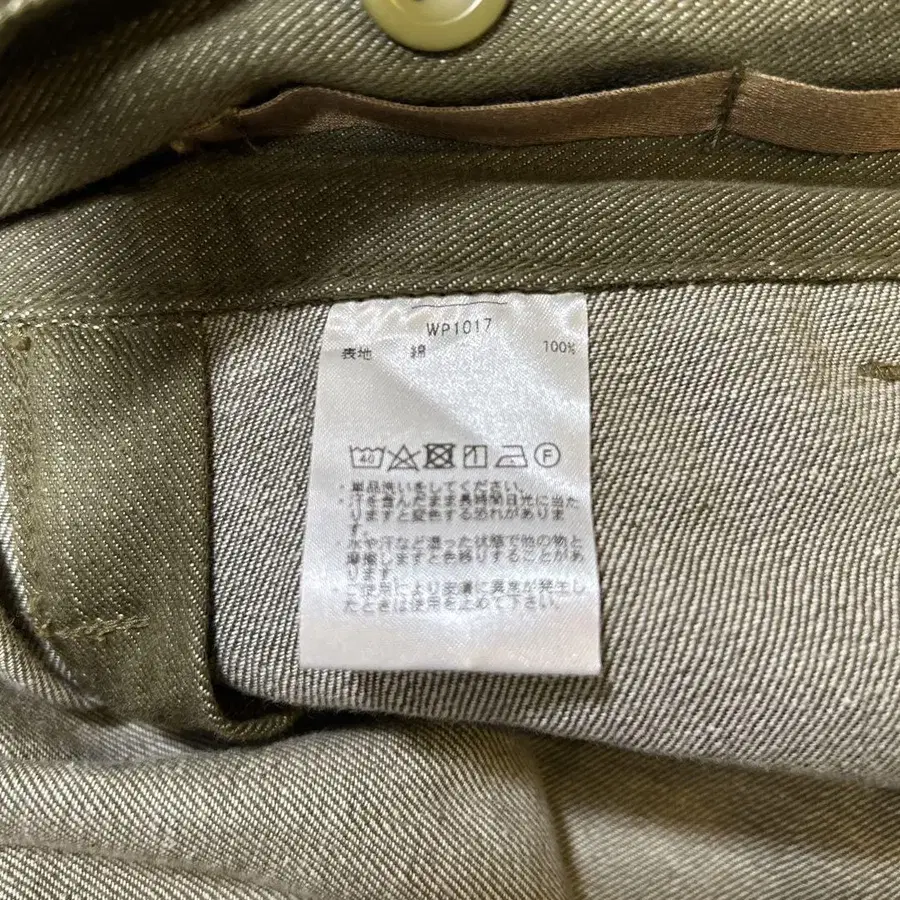 WP1017
表地 綿 100%
40 1 F
・単品洗いをしてください。
・汗を含んだまま長時間日光に当た
りますと変色する恐れがありま
す。
・水や汗など湿った状態で他の物と
摩擦しますと色移りすることがあ
ります。
・ご使用により皮膚に異常が発生し
たときは使用を止めて下さい。